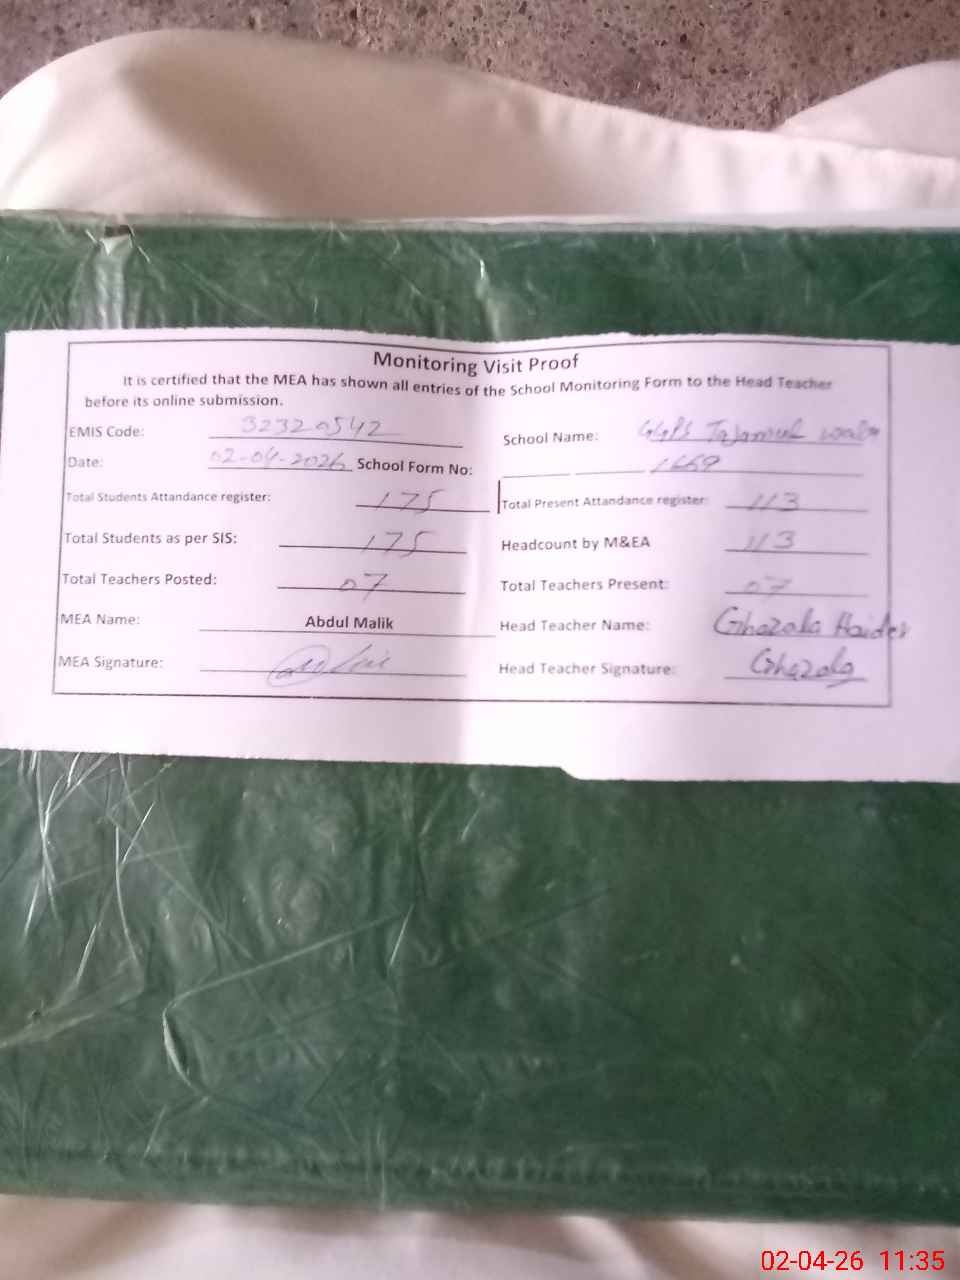 Monitoring Visit Proof
It is certified that the MEA has shown all entries of the School Monitoring Form to the Head Teacher
before its online submission.
EMIS Code: 32320542 School Name: GGPS Tajamul wala
Date: 02-04-2026 School Form No: 1669
Total Students Attandance register: 175 Total Present Attandance register: 113
Total Students as per SIS: 175 Headcount by M&EA 113
Total Teachers Posted: 07 Total Teachers Present: 07
MEA Name: Abdul Malik Head Teacher Name: Ghazala Haider
MEA Signature: Head Teacher Signature: Ghazala
02-04-26 11:35